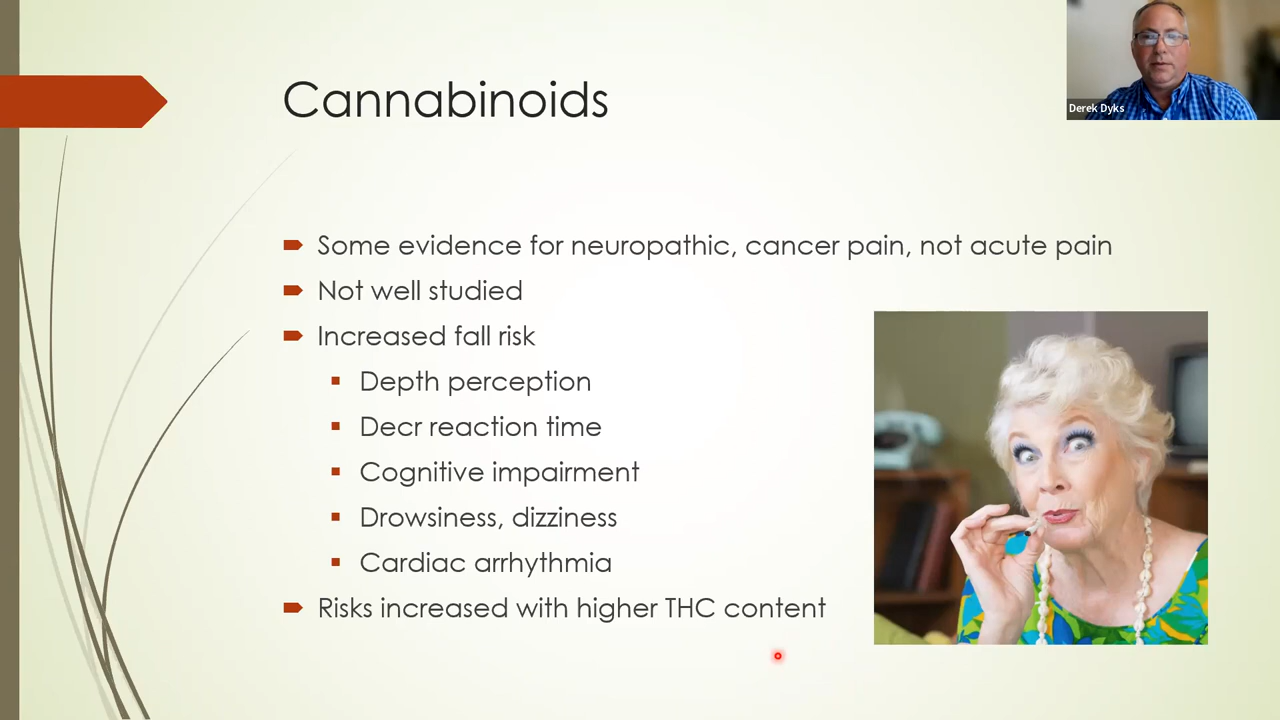 Cannabinoids
Derek Dyks
Some evidence for neuropathic, cancer pain, not acute pain
Not well studied
Increased fall risk
Depth perception
Decr reaction time
Cognitive impairment
Drowsiness, dizziness
Cardiac arrhythmia
Risks increased with higher THC content